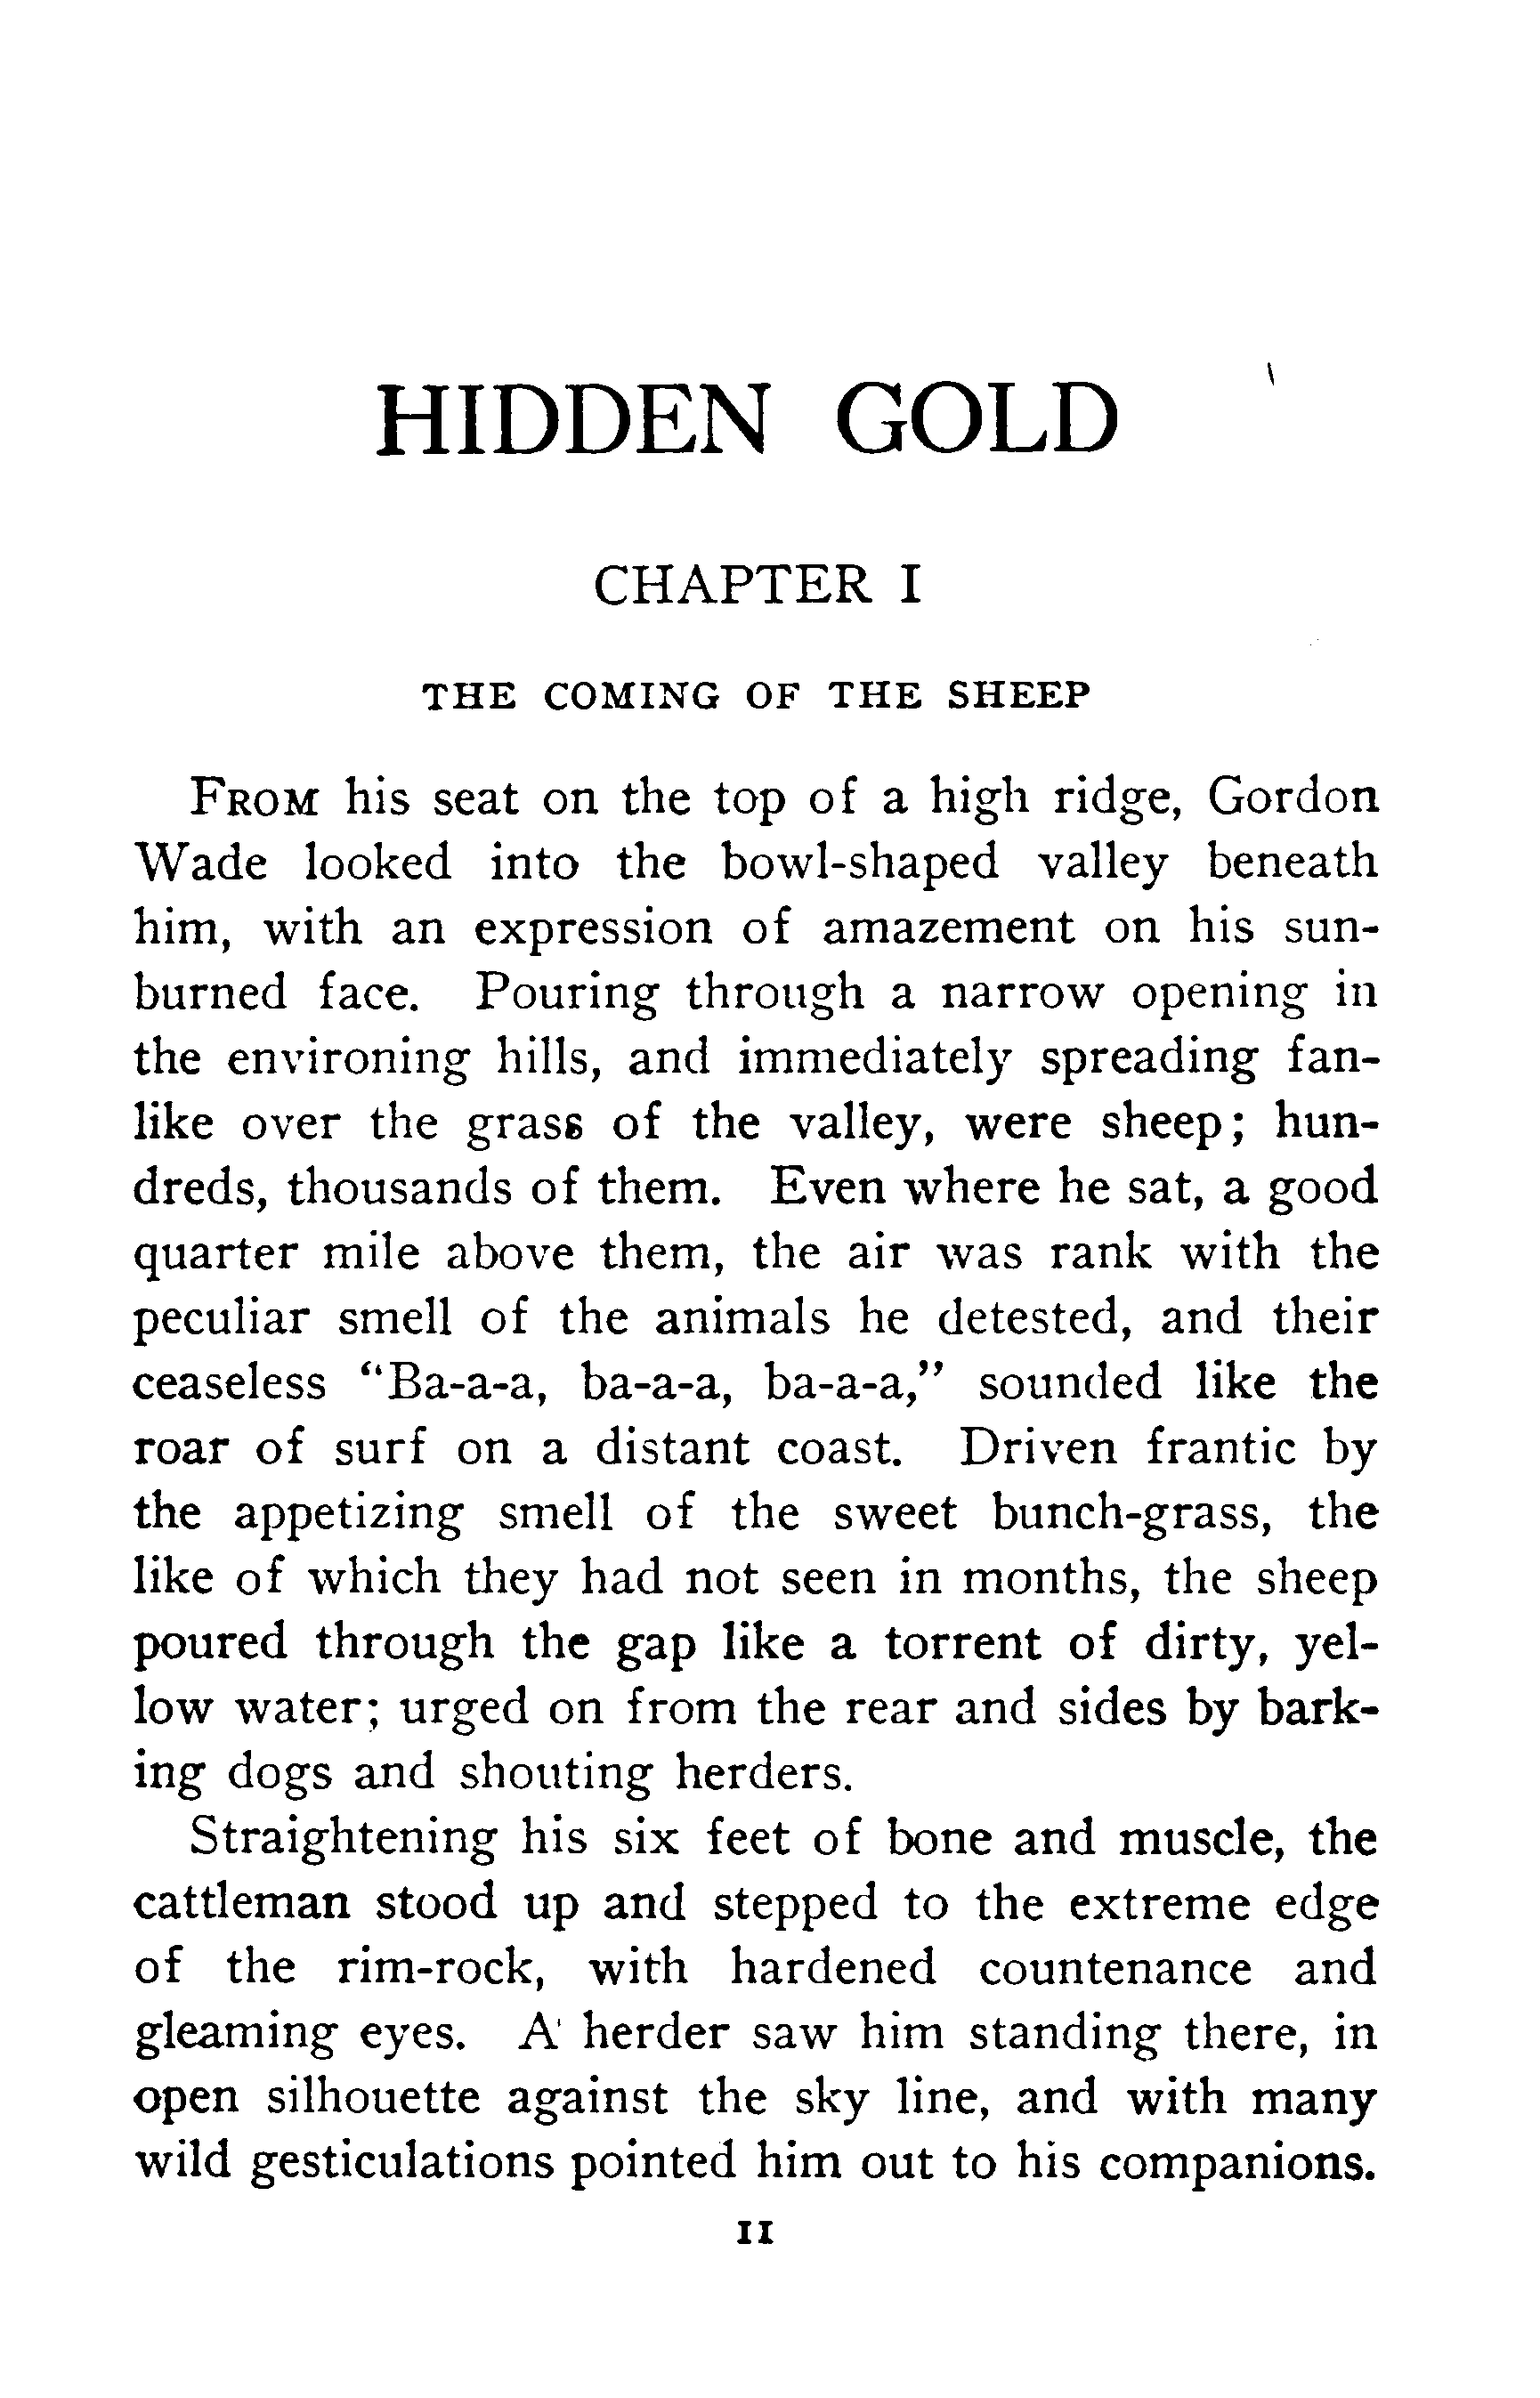 HIDDEN GOLD
CHAPTER I
THE COMING OF THE SHEEP
FROM his seat on the top of a high ridge, Gordon
Wade looked into the bowl-shaped valley beneath
him, with an expression of amazement on his sun-
burned face. Pouring through a narrow opening in
the environing hills, and immediately spreading fan-
like over the grass of the valley, were sheep; hun-
dreds, thousands of them. Even where he sat, a good
quarter mile above them, the air was rank with the
peculiar smell of the animals he detested, and their
ceaseless “Ba-a-a, ba-a-a, ba-a-a,” sounded like the
roar of surf on a distant coast. Driven frantic by
the appetizing smell of the sweet bunch-grass, the
like of which they had not seen in months, the sheep
poured through the gap like a torrent of dirty, yel-
low water; urged on from the rear and sides by bark-
ing dogs and shouting herders.
Straightening his six feet of bone and muscle, the
cattleman stood up and stepped to the extreme edge
of the rim-rock, with hardened countenance and
gleaming eyes. A herder saw him standing there, in
open silhouette against the sky line, and with many
wild gesticulations pointed him out to his companions.
11